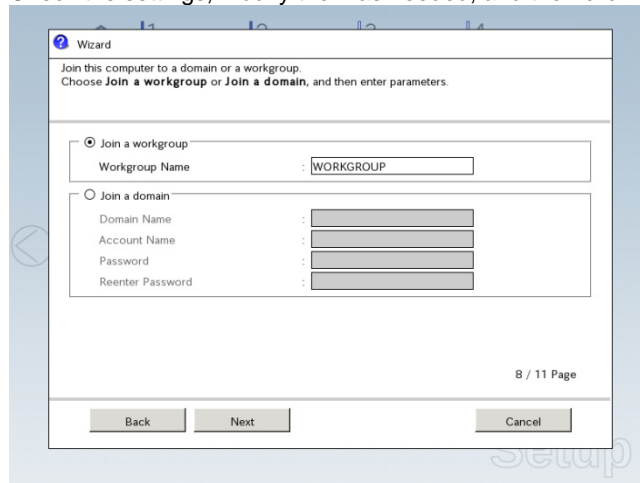 Wizard
Join this computer to a domain or a workgroup.
Choose Join a workgroup or Join a domain, and then enter parameters.
Join a workgroup
Workgroup Name : WORKGROUP
Join a domain
Domain Name :
Account Name :
Password :
Reenter Password :
8 / 11 Page
Back Next Cancel
Setup